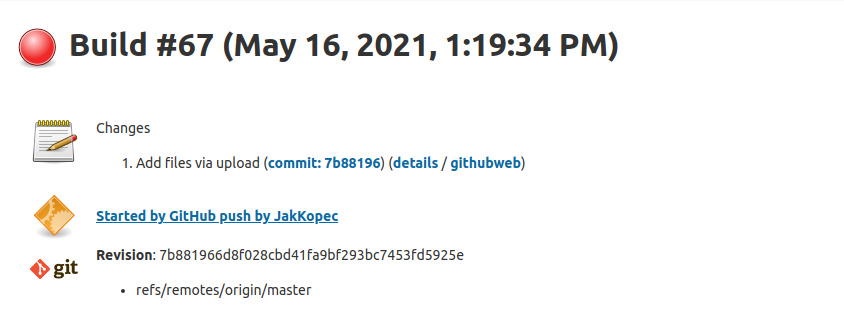 Build #67 (May 16, 2021, 1:19:34 PM)
Changes
1. Add files via upload (commit: 7b88196) (details / githubweb)
Started by GitHub push by JakKopec
git
Revision: 7b881966d8f028cbd41fa9bf293bc7453fd5925e
refs/remotes/origin/master